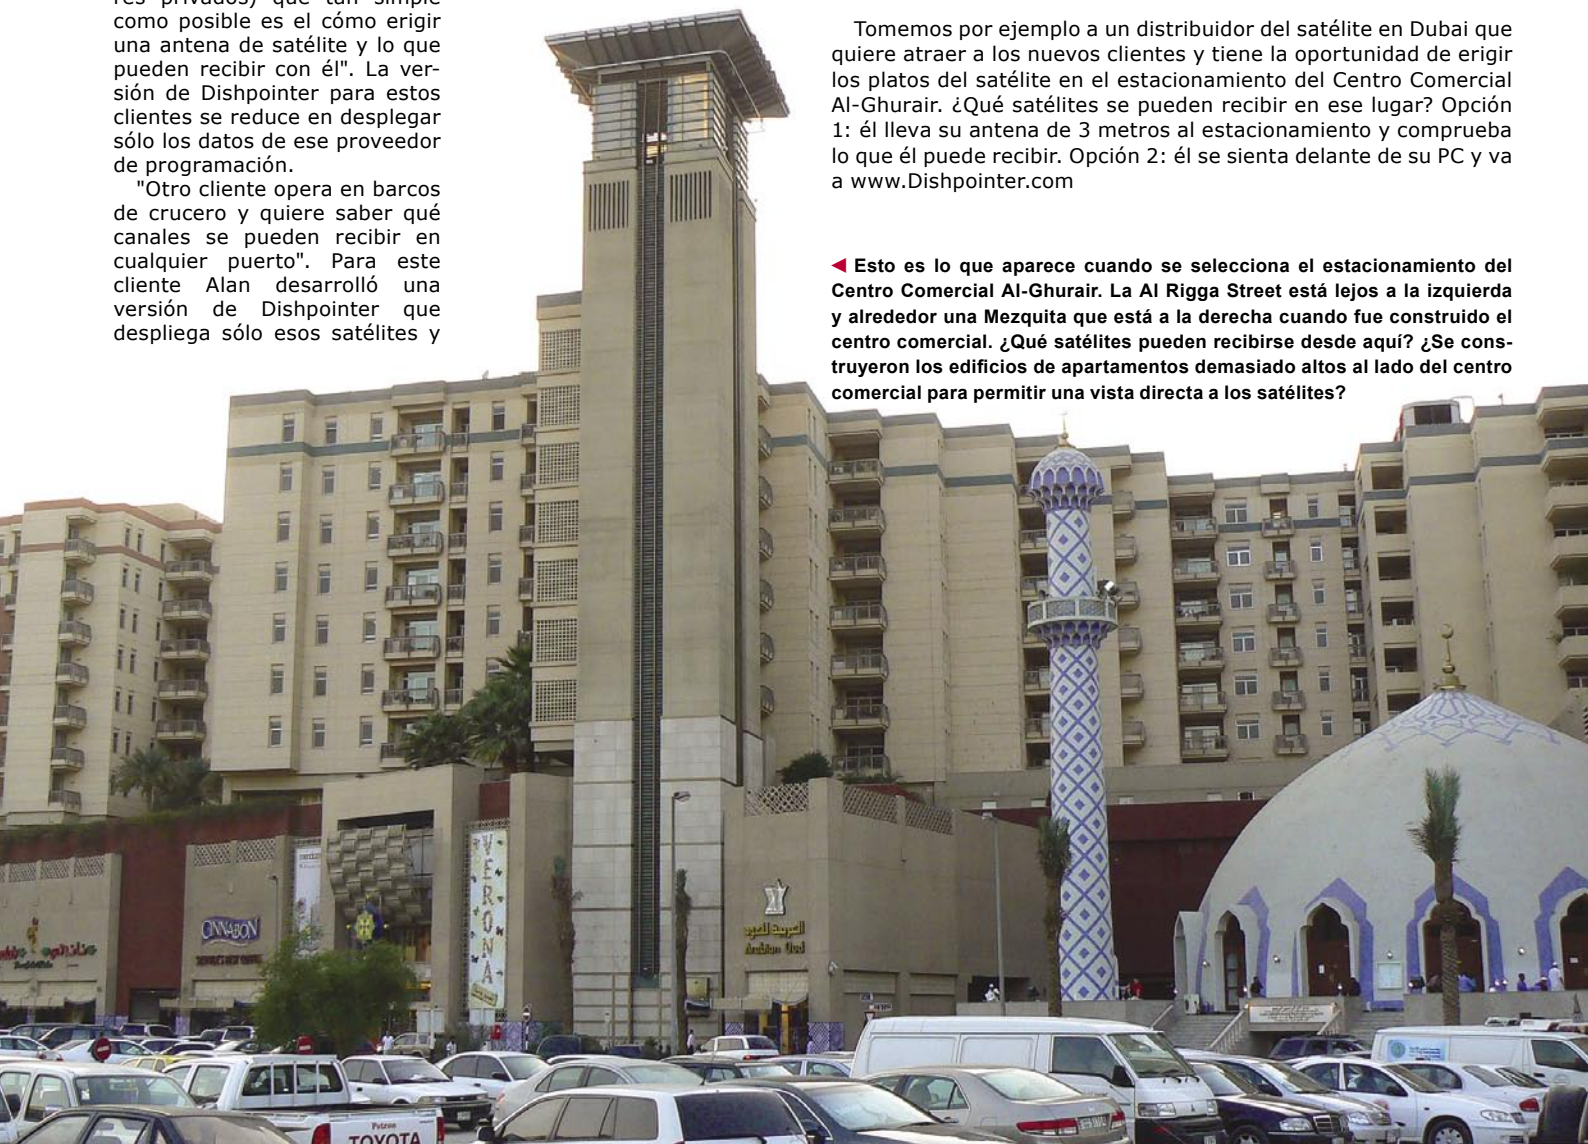 como posible es el cómo erigir
una antena de satélite y lo que
pueden recibir con él". La ver-
sión de Dishpointer para estos
clientes se reduce en desplegar
sólo los datos de ese proveedor
de programación.
"Otro cliente opera en barcos
de crucero y quiere saber qué
canales se pueden recibir en
cualquier puerto". Para este
cliente Alan desarrolló una
versión de Dishpointer que
despliega sólo esos satélites y
Tomemos por ejemplo a un distribuidor del satélite en Dubai que
quiere atraer a los nuevos clientes y tiene la oportunidad de erigir
los platos del satélite en el estacionamiento del Centro Comercial
Al-Ghurair. ¿Qué satélites se pueden recibir en ese lugar? Opción
1: él lleva su antena de 3 metros al estacionamiento y comprueba
lo que él puede recibir. Opción 2: él se sienta delante de su PC y va
a www.Dishpointer.com
Esto es lo que aparece cuando se selecciona el estacionamiento del
Centro Comercial Al-Ghurair. La Al Rigga Street está lejos a la izquierda
y alrededor una Mezquita que está a la derecha cuando fue construido el
centro comercial. ¿Qué satélites pueden recibirse desde aquí? ¿Se cons-
truyeron los edificios de apartamentos demasiado altos al lado del centro
comercial para permitir una vista directa a los satélites?
VERONA
CINNABON
العربية للعود
Arabian Oud
TOYOTA